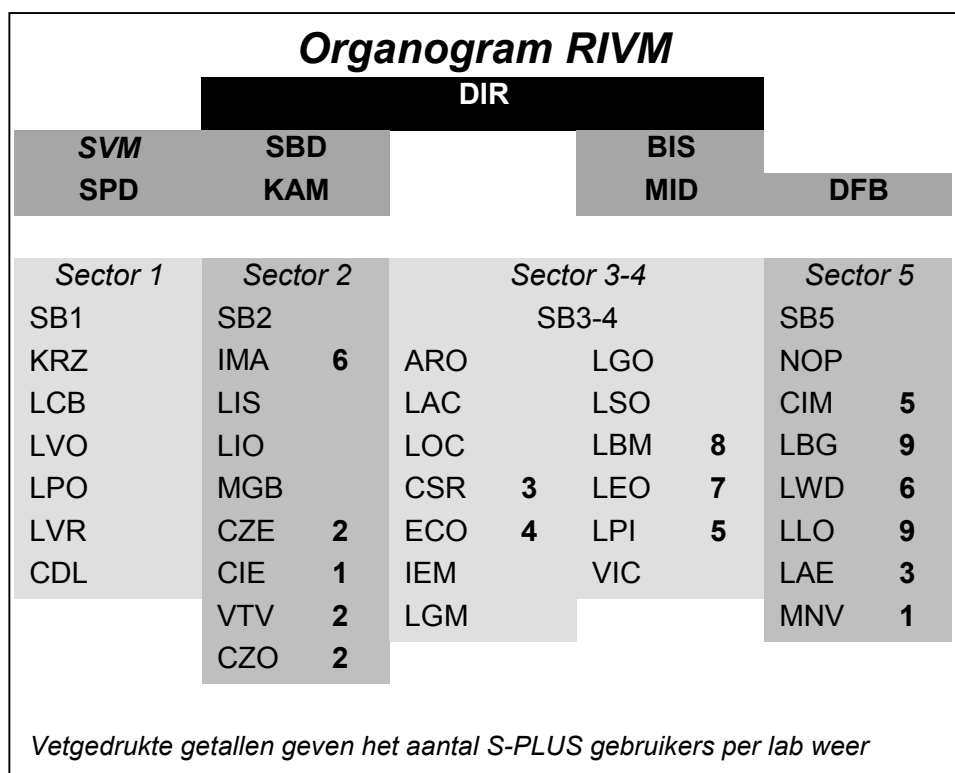 Organogram RIVM
DIR
SVM SBD BIS
SPD KAM MID DFB
Sector 1 Sector 2 Sector 3-4 Sector 5
SB1 SB2 SB3-4 SB5
KRZ IMA 6 ARO LGO NOP
LCB LIS LAC LSO CIM 5
LVO LIO LOC LBM 8 LBG 9
LPO MGB CSR 3 LEO 7 LWD 6
LVR CZE 2 ECO 4 LPI 5 LLO 9
CDL CIE 1 IEM VIC LAE 3
VTV 2 LGM MNV 1
CZO 2
Vetgedrukte getallen geven het aantal S-PLUS gebruikers per lab weer